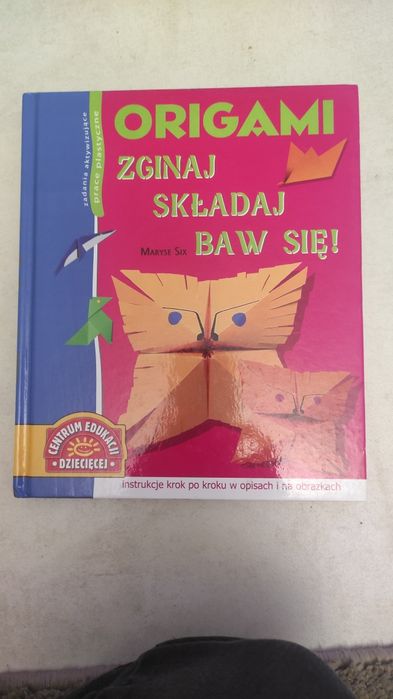 zadania aktywizujące
prace plastyczne
ORIGAMI
ZGINAJ
SKŁADAJ
BAW SIĘ!
MARYSE SIX
CENTRUM EDUKACJI
DZIECIĘCEJ
instrukcje krok po kroku w opisach i na obrazkach